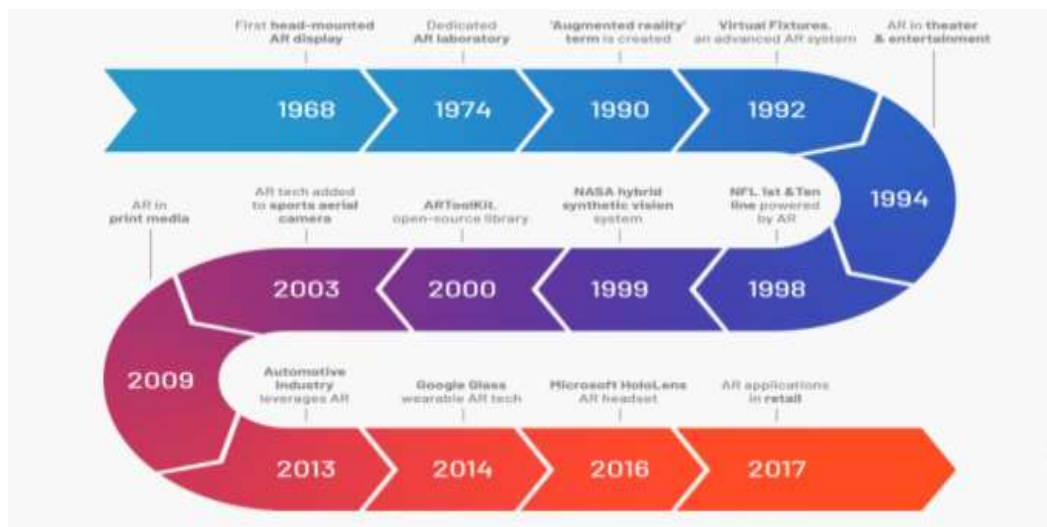 First head-mounted
AR display
Dedicated
AR laboratory
'Augmented reality'
term is created
Virtual Fixtures,
an advanced AR system
AR in theater
& entertainment
1968
1974
1990
1992
1994
AR in
print media
AR tech added
to sports aerial
camera
ARToolKit,
open-source library
NASA hybrid
synthetic vision
system
NFL 1st & Ten
line powered
by AR
2003
2000
1999
1998
2009
Automotive
Industry
leverages AR
Google Glass
wearable AR tech
Microsoft HoloLens
AR headset
AR applications
in retail
2013
2014
2016
2017